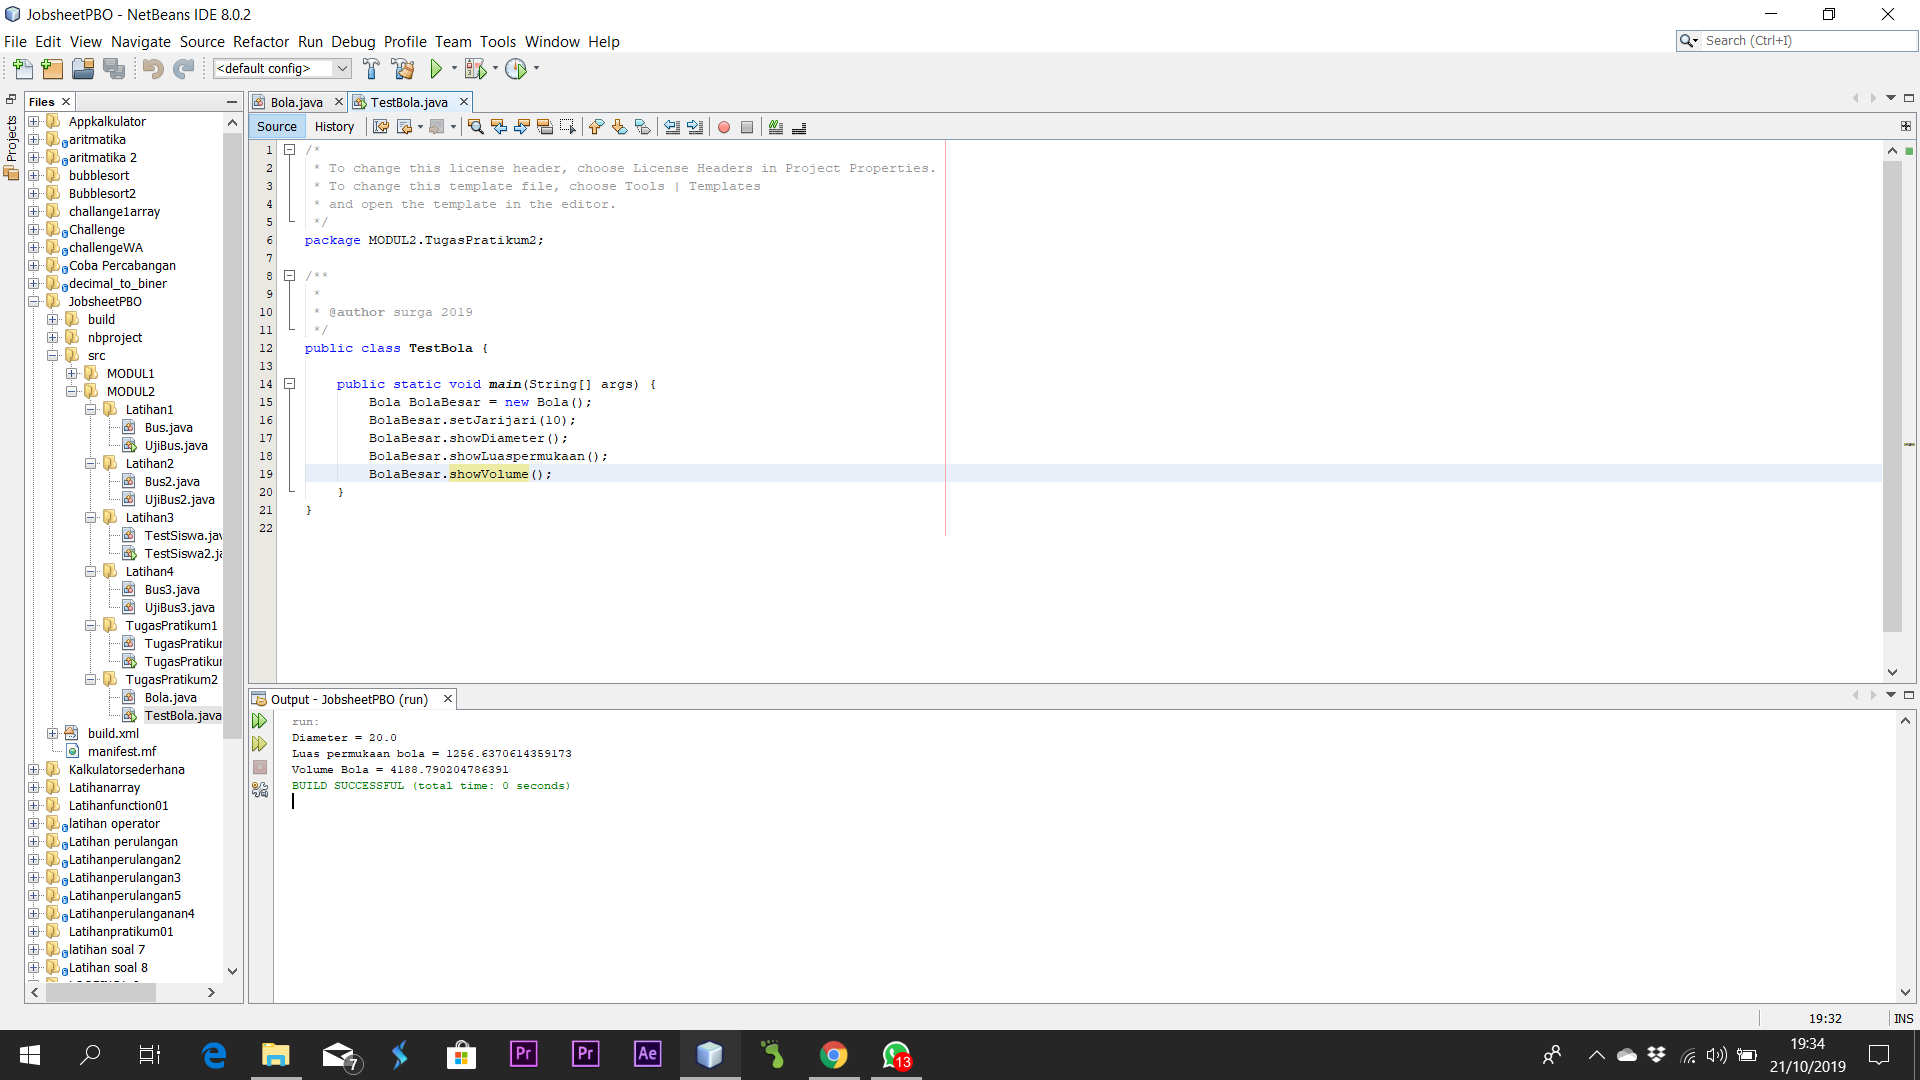 JobsheetPBO - NetBeans IDE 8.0.2
File Edit View Navigate Source Refactor Run Debug Profile Team Tools Window Help
Search (Ctrl+I)
<default config>
Projects
Files
Appkalkulator
aritmatika
aritmatika 2
bubblesort
Bubblesort2
challange1array
Challenge
challengeWA
Coba Percabangan
decimal_to_biner
JobsheetPBO
build
nbproject
src
MODUL1
MODUL2
Latihan1
Bus.java
UjiBus.java
Latihan2
Bus2.java
UjiBus2.java
Latihan3
TestSiswa.jav
TestSiswa2.ja
Latihan4
Bus3.java
UjiBus3.java
TugasPratikum1
TugasPratikur
TugasPratikur
TugasPratikum2
Bola.java
TestBola.java
build.xml
manifest.mf
Kalkulatorsederhana
Latihanarray
Latihanfunction01
latihan operator
Latihan perulangan
Latihanperulangan2
Latihanperulangan3
Latihanperulangan5
Latihanperulanganan4
Latihanpratikum01
latihan soal 7
Latihan soal 8
Bola.java TestBola.java
Source History
1 /*
2 * To change this license header, choose License Headers in Project Properties.
3 * To change this template file, choose Tools | Templates
4 * and open the template in the editor.
5 */
6 package MODUL2.TugasPratikum2;
7
8 /**
9 *
10 * @author surga 2019
11 */
12 public class TestBola {
13
14 public static void main(String[] args) {
15 Bola BolaBesar = new Bola();
16 BolaBesar.setJarijari(10);
17 BolaBesar.showDiameter();
18 BolaBesar.showLuaspermukaan();
19 BolaBesar.showVolume();
20 }
21 }
22
Output - JobsheetPBO (run)
run:
Diameter = 20.0
Luas permukaan bola = 1256.6370614359173
Volume Bola = 4188.790204786391
BUILD SUCCESSFUL (total time: 0 seconds)
19:32 INS
7
Pr
Pr
Ae
13
19:34
21/10/2019